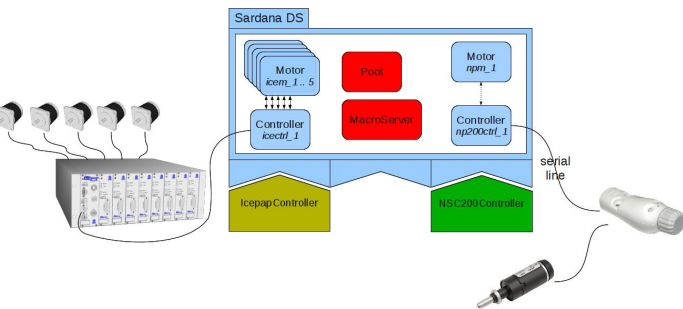 Sardana DS
Motor
icem_1 .. 5
Pool
Motor
npm_1
Controller
icectrl_1
MacroServer
Controller
np200ctrl_1
serial
line
IcepapController
NSC200Controller